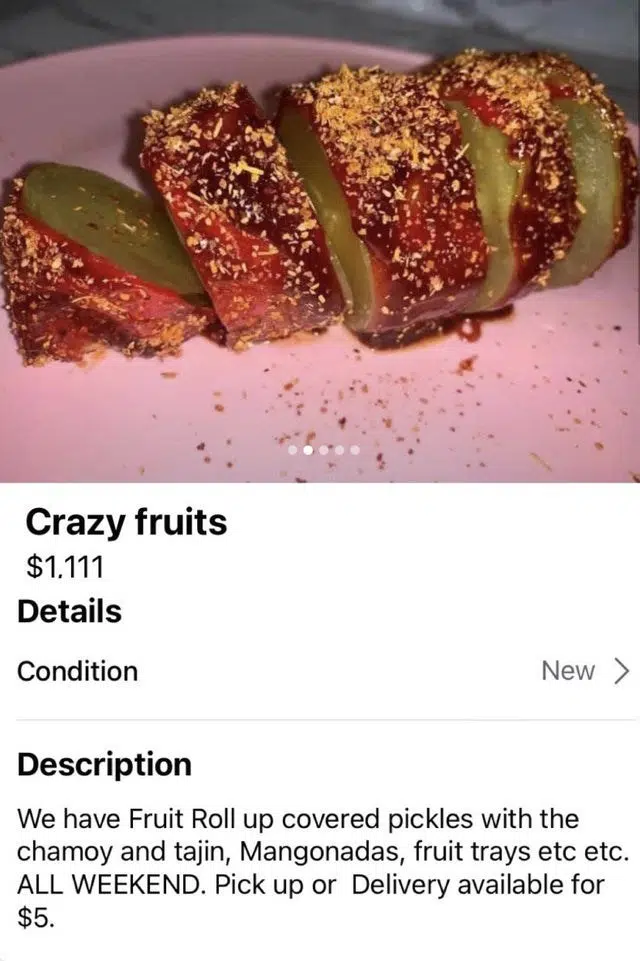 Crazy fruits
$1,111
Details
Condition New
Description
We have Fruit Roll up covered pickles with the
chamoy and tajin, Mangonadas, fruit trays etc etc.
ALL WEEKEND. Pick up or  Delivery available for
$5.